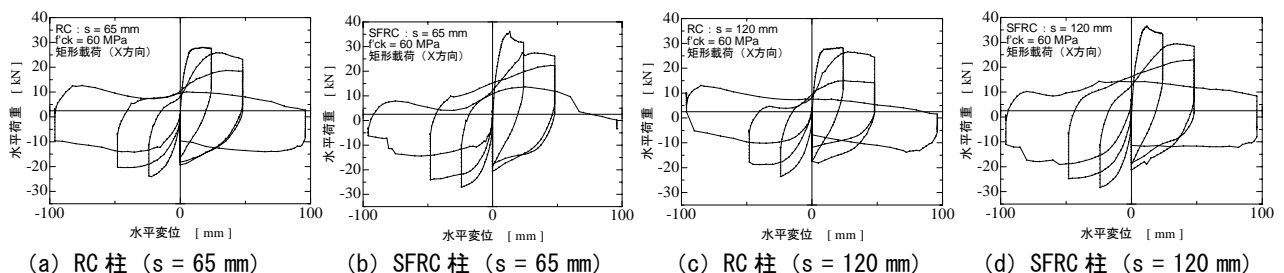 RC : s = 65 mm
f'ck = 60 MPa
矩形載荷（X方向）
水平荷重 [ kN ]
40
30
20
10
0
-10
-20
-30
-100
0
100
水平変位 [ mm ]
(a) RC 柱 (s = 65 mm)
SFRC : s = 65 mm
f'ck = 60 MPa
矩形載荷（X方向）
水平荷重 [ kN ]
40
30
20
10
0
-10
-20
-30
-100
0
100
水平変位 [ mm ]
(b) SFRC 柱 (s = 65 mm)
RC : s = 120 mm
f'ck = 60 MPa
矩形載荷（X方向）
水平荷重 [ kN ]
40
30
20
10
0
-10
-20
-30
-100
0
100
水平変位 [ mm ]
(c) RC 柱 (s = 120 mm)
SFRC : s = 120 mm
f'ck = 60 MPa
矩形載荷（X方向）
水平荷重 [ kN ]
40
30
20
10
0
-10
-20
-30
-100
0
100
水平変位 [ mm ]
(d) SFRC 柱 (s = 120 mm)